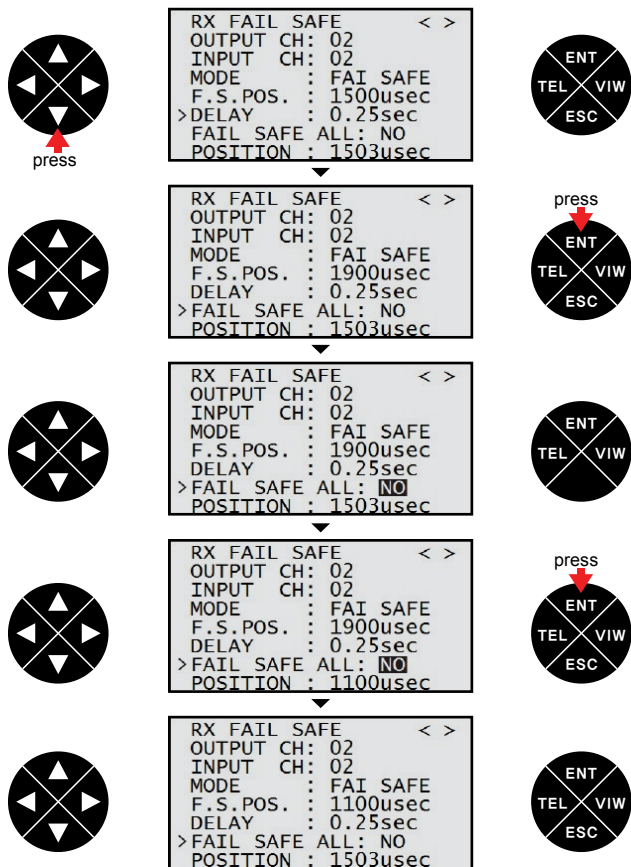 press
RX FAIL SAFE < >
OUTPUT CH: 02
INPUT CH: 02
MODE : FAI SAFE
F.S.POS. : 1500usec
>DELAY : 0.25sec
FAIL SAFE ALL: NO
POSITION : 1503usec
ENT
TEL VIW
ESC
RX FAIL SAFE < >
OUTPUT CH: 02
INPUT CH: 02
MODE : FAI SAFE
F.S.POS. : 1900usec
DELAY : 0.25sec
>FAIL SAFE ALL: NO
POSITION : 1503usec
press
ENT
TEL VIW
ESC
RX FAIL SAFE < >
OUTPUT CH: 02
INPUT CH: 02
MODE : FAI SAFE
F.S.POS. : 1900usec
DELAY : 0.25sec
>FAIL SAFE ALL: NO
POSITION : 1503usec
ENT
TEL VIW
RX FAIL SAFE < >
OUTPUT CH: 02
INPUT CH: 02
MODE : FAI SAFE
F.S.POS. : 1900usec
DELAY : 0.25sec
>FAIL SAFE ALL: NO
POSITION : 1100usec
press
ENT
TEL VIW
ESC
RX FAIL SAFE < >
OUTPUT CH: 02
INPUT CH: 02
MODE : FAI SAFE
F.S.POS. : 1100usec
DELAY : 0.25sec
>FAIL SAFE ALL: NO
POSITION : 1503usec
ENT
TEL VIW
ESC